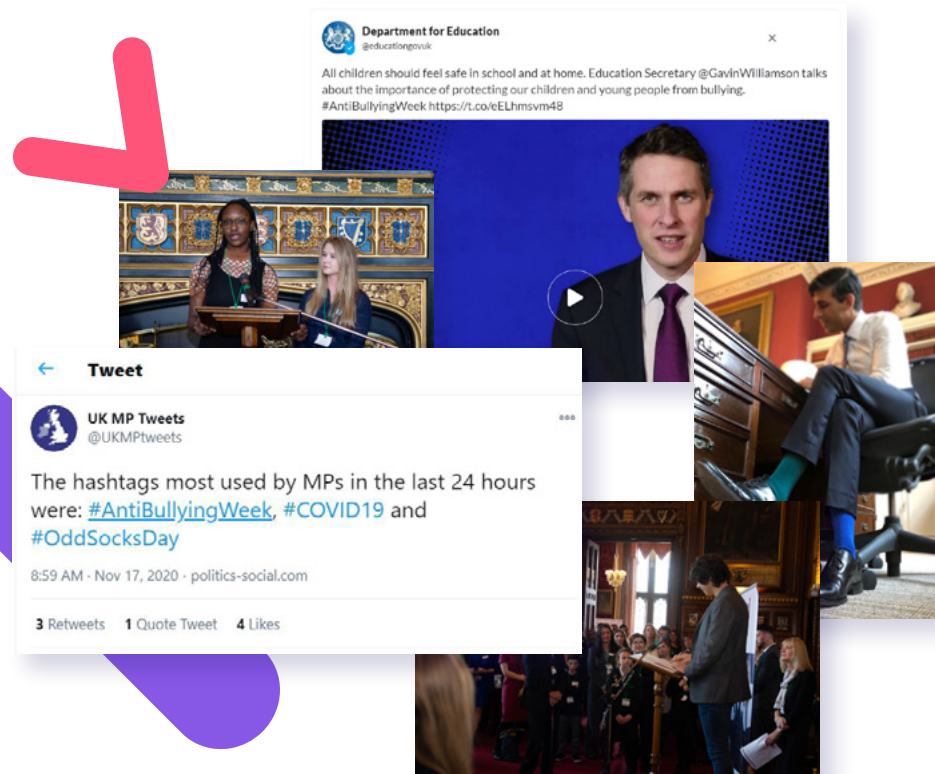 Department for Education
@educationgovuk
All children should feel safe in school and at home. Education Secretary @GavinWilliamson talks
about the importance of protecting our children and young people from bullying.
#AntiBullyingWeek https://t.co/eELhmsvm48
Tweet
UK MP Tweets
@UKMPtweets
The hashtags most used by MPs in the last 24 hours
were: #AntiBullyingWeek, #COVID19 and
#OddSocksDay
8:59 AM · Nov 17, 2020 · politics-social.com
3 Retweets 1 Quote Tweet 4 Likes